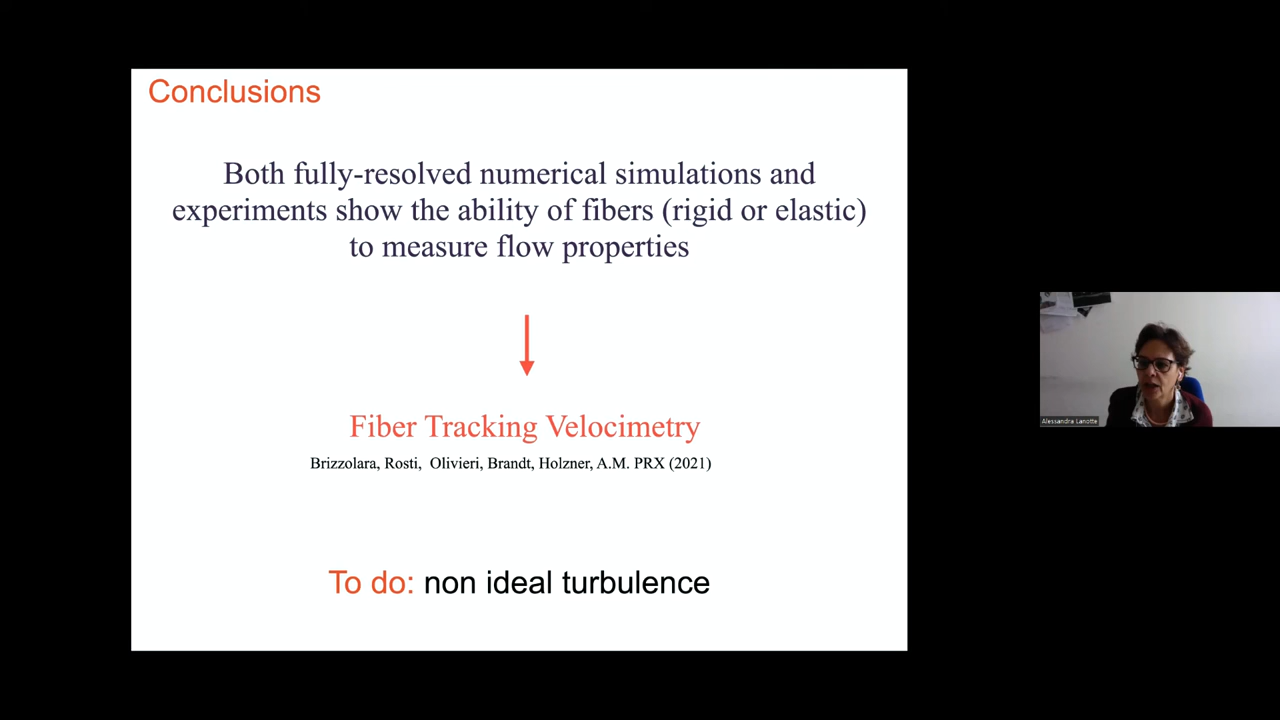 Conclusions
Both fully-resolved numerical simulations and
experiments show the ability of fibers (rigid or elastic)
to measure flow properties
Fiber Tracking Velocimetry
Brizzolara, Rosti, Olivieri, Brandt, Holzner, A.M. PRX (2021)
To do: non ideal turbulence
Alessandra Lanotte